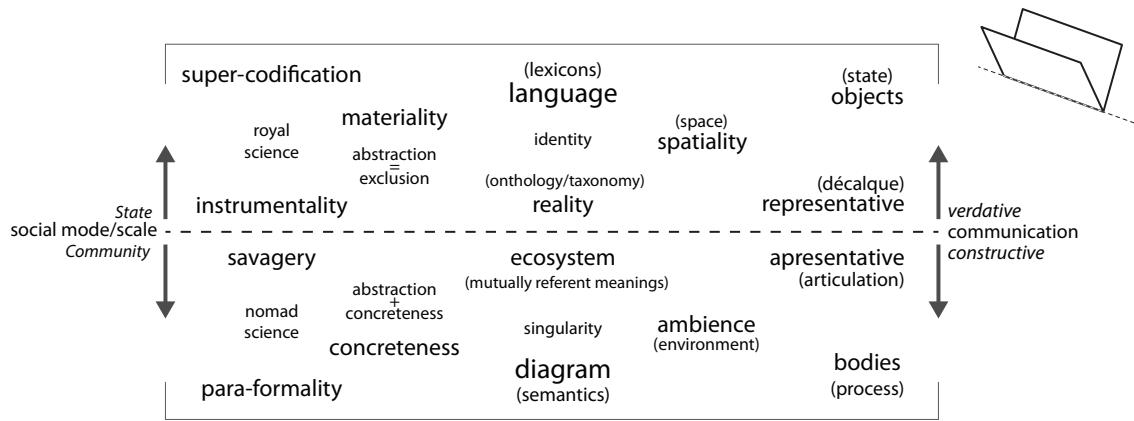 super-codification
(lexicons)
language
(state)
objects
materiality
royal
science
abstraction
=
exclusion
identity
(space)
spatiality
instrumentality
(onthology/taxonomy)
reality
(décalque)
representative
State
social mode/scale
Community
verdative
communication
constructive
savagery
ecosystem
(mutually referent meanings)
apresentative
(articulation)
nomad
science
abstraction
+
concreteness
concreteness
singularity
ambience
(environment)
para-formality
diagram
(semantics)
bodies
(process)